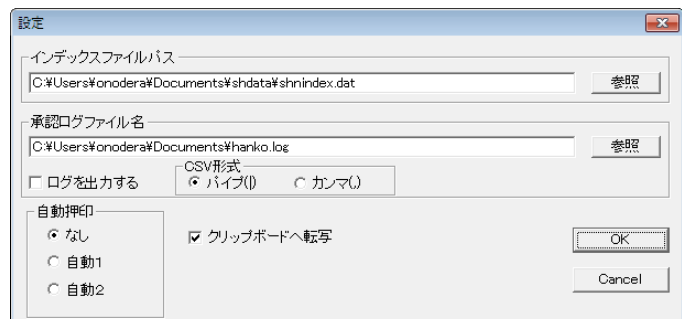 設定
インデックスファイルパス
C:¥Users¥onodera¥Documents¥shdata¥shnindex.dat
参照
承認ログファイル名
C:¥Users¥onodera¥Documents¥hanko.log
参照
ログを出力する
CSV形式
パイプ(|)
カンマ(,)
自動押印
なし
自動1
自動2
クリップボードへ転写
OK
Cancel